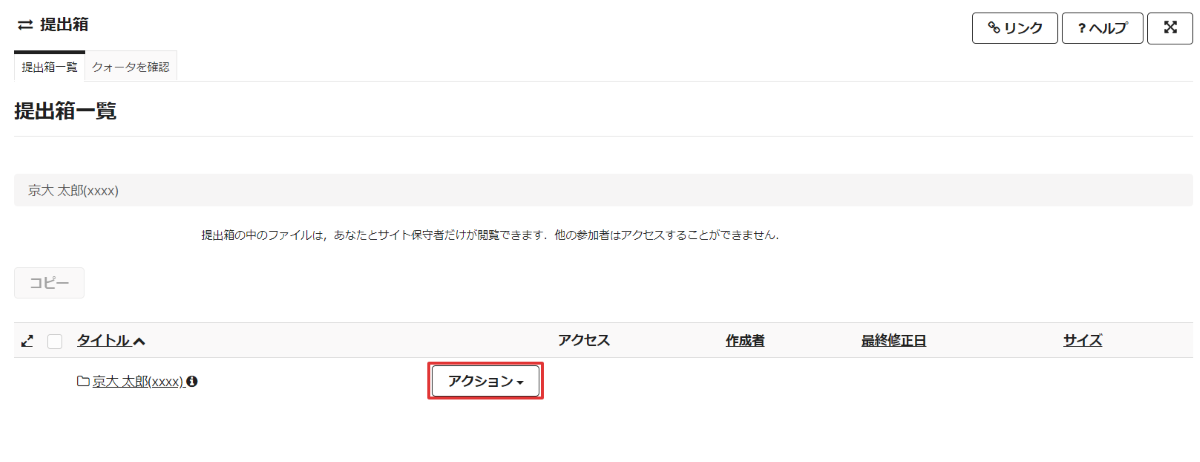 提出箱
リンク
?ヘルプ
提出箱一覧 クォータを確認
提出箱一覧
京大 太郎(xxxx)
提出箱の中のファイルは，あなたとサイト保守者だけが閲覧できます．他の参加者はアクセスすることができません．
コピー
タイトル アクセス 作成者 最終修正日 サイズ
京大 太郎(xxxx) アクション